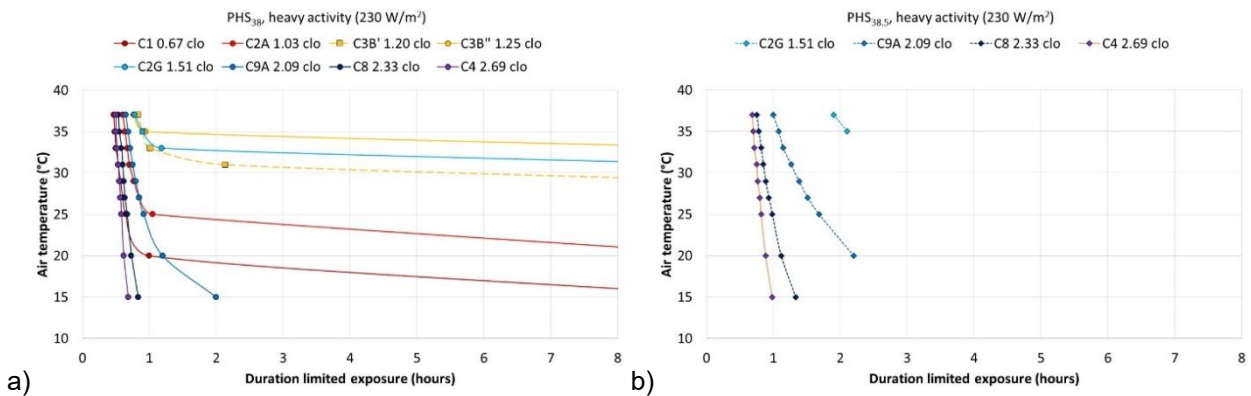 PHS38, heavy activity (230 W/m²)
C1 0.67 clo C2A 1.03 clo C3B' 1.20 clo C3B" 1.25 clo
C2G 1.51 clo C9A 2.09 clo C8 2.33 clo C4 2.69 clo
40
35
30
25
20
15
10
Air temperature (°C)
0 1 2 3 4 5 6 7 8
Duration limited exposure (hours)
a)
PHS38.5, heavy activity (230 W/m²)
C2G 1.51 clo C9A 2.09 clo C8 2.33 clo C4 2.69 clo
40
35
30
25
20
15
10
Air temperature (°C)
0 1 2 3 4 5 6 7 8
Duration limited exposure (hours)
b)